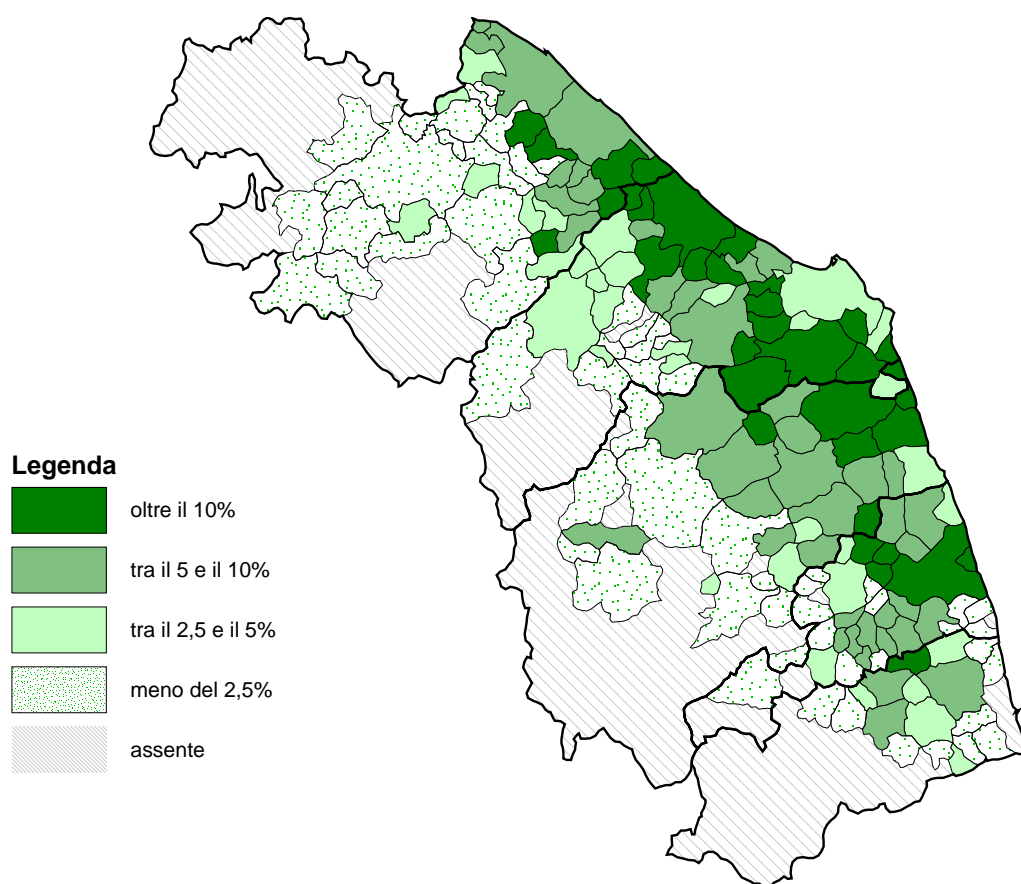 Legenda
oltre il 10%
tra il 5 e il 10%
tra il 2,5 e il 5%
meno del 2,5%
assente